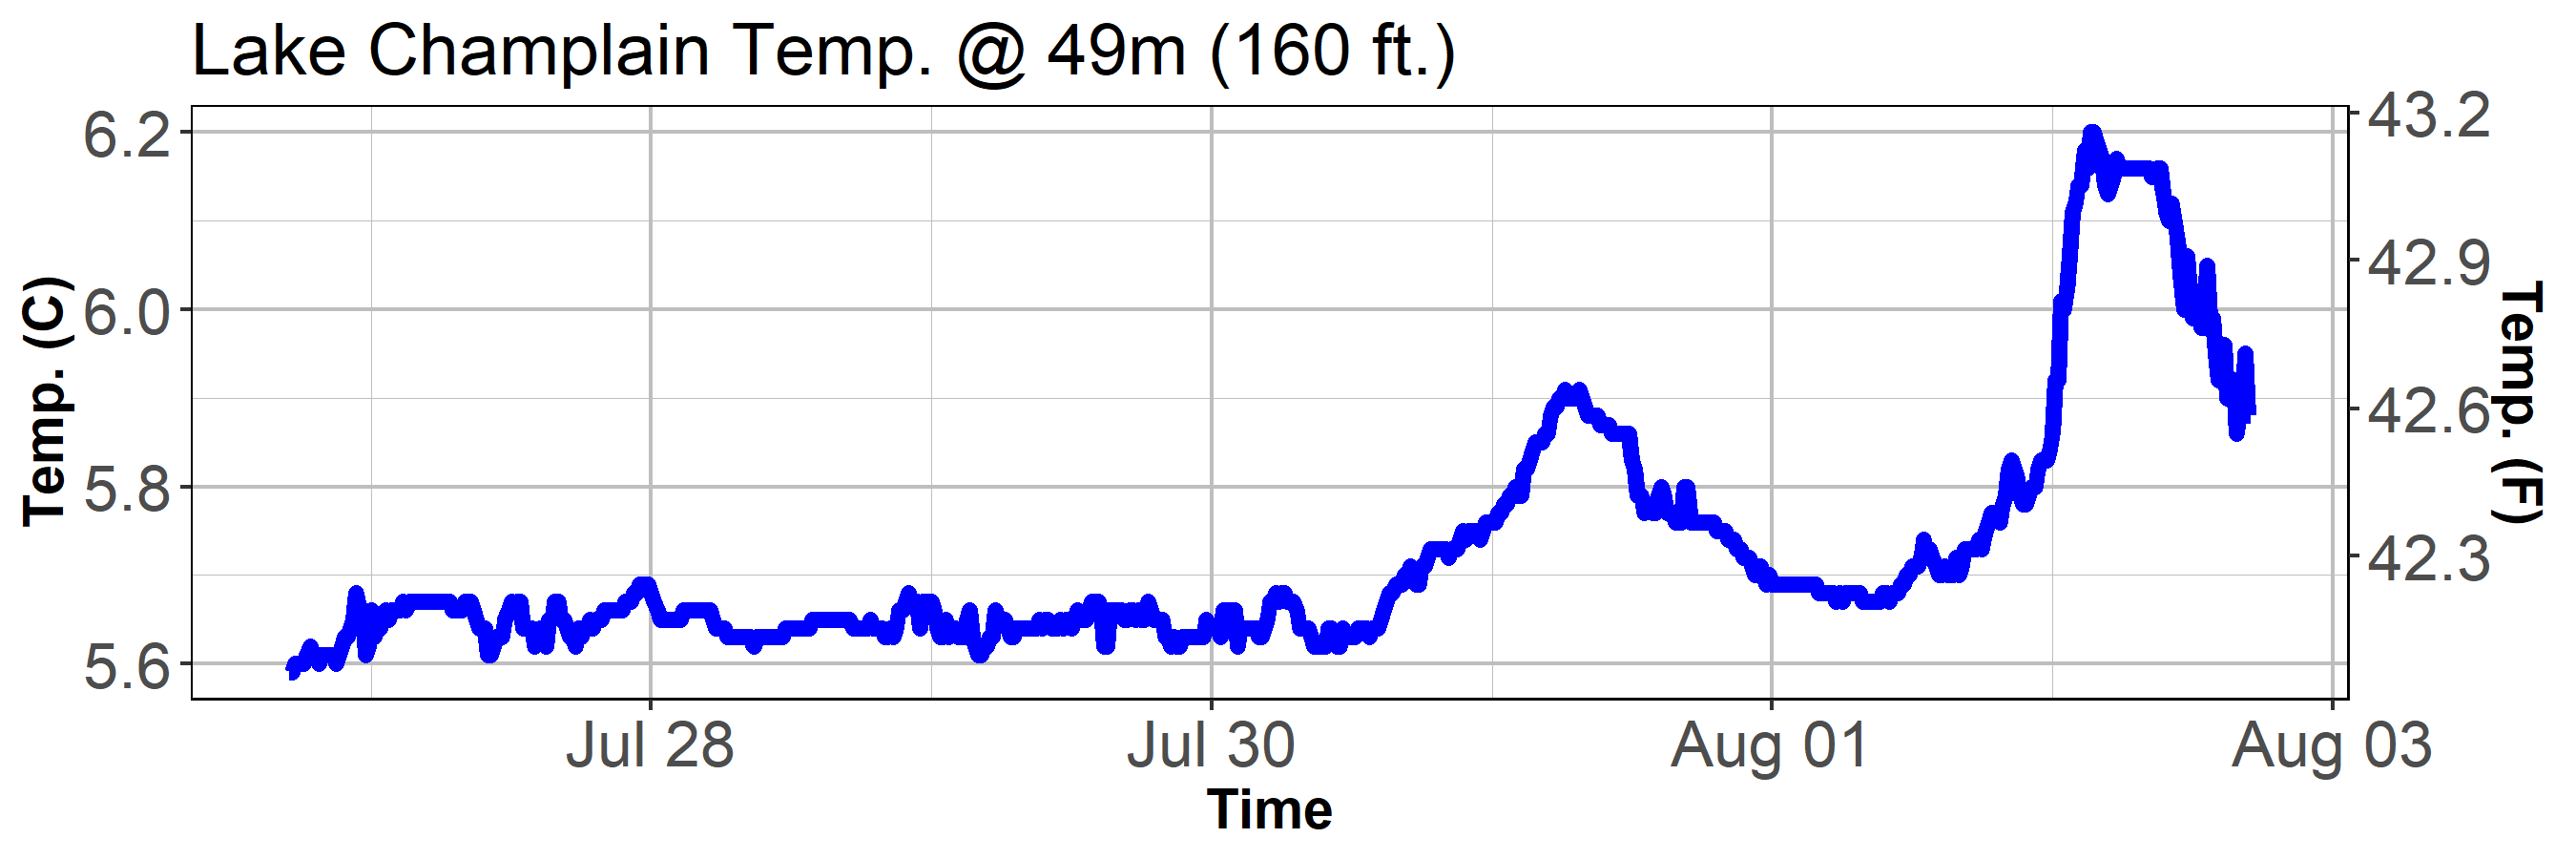 Lake Champlain Temp. @ 49m (160 ft.)
Temp. (C)
6.2
6.0
5.8
5.6
43.2
42.9
42.6
42.3
Temp. (F)
Jul 28
Jul 30
Aug 01
Aug 03
Time